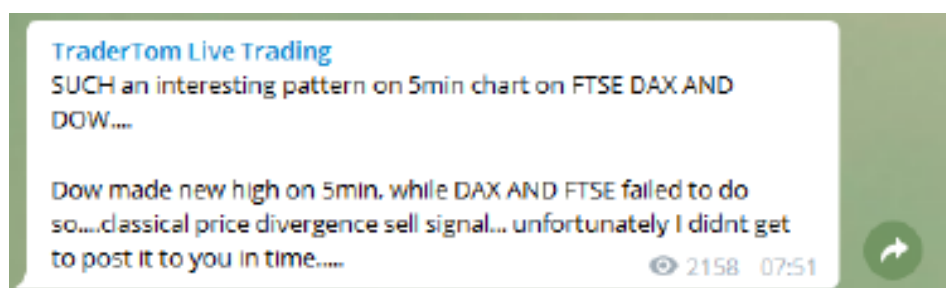 TraderTom Live Trading
SUCH an interesting pattern on 5min chart on FTSE DAX AND
DOW....
Dow made new high on 5min, while DAX AND FTSE failed to do
so....classical price divergence sell signal... unfortunately I didnt get
to post it to you in time.....
2158 07:51